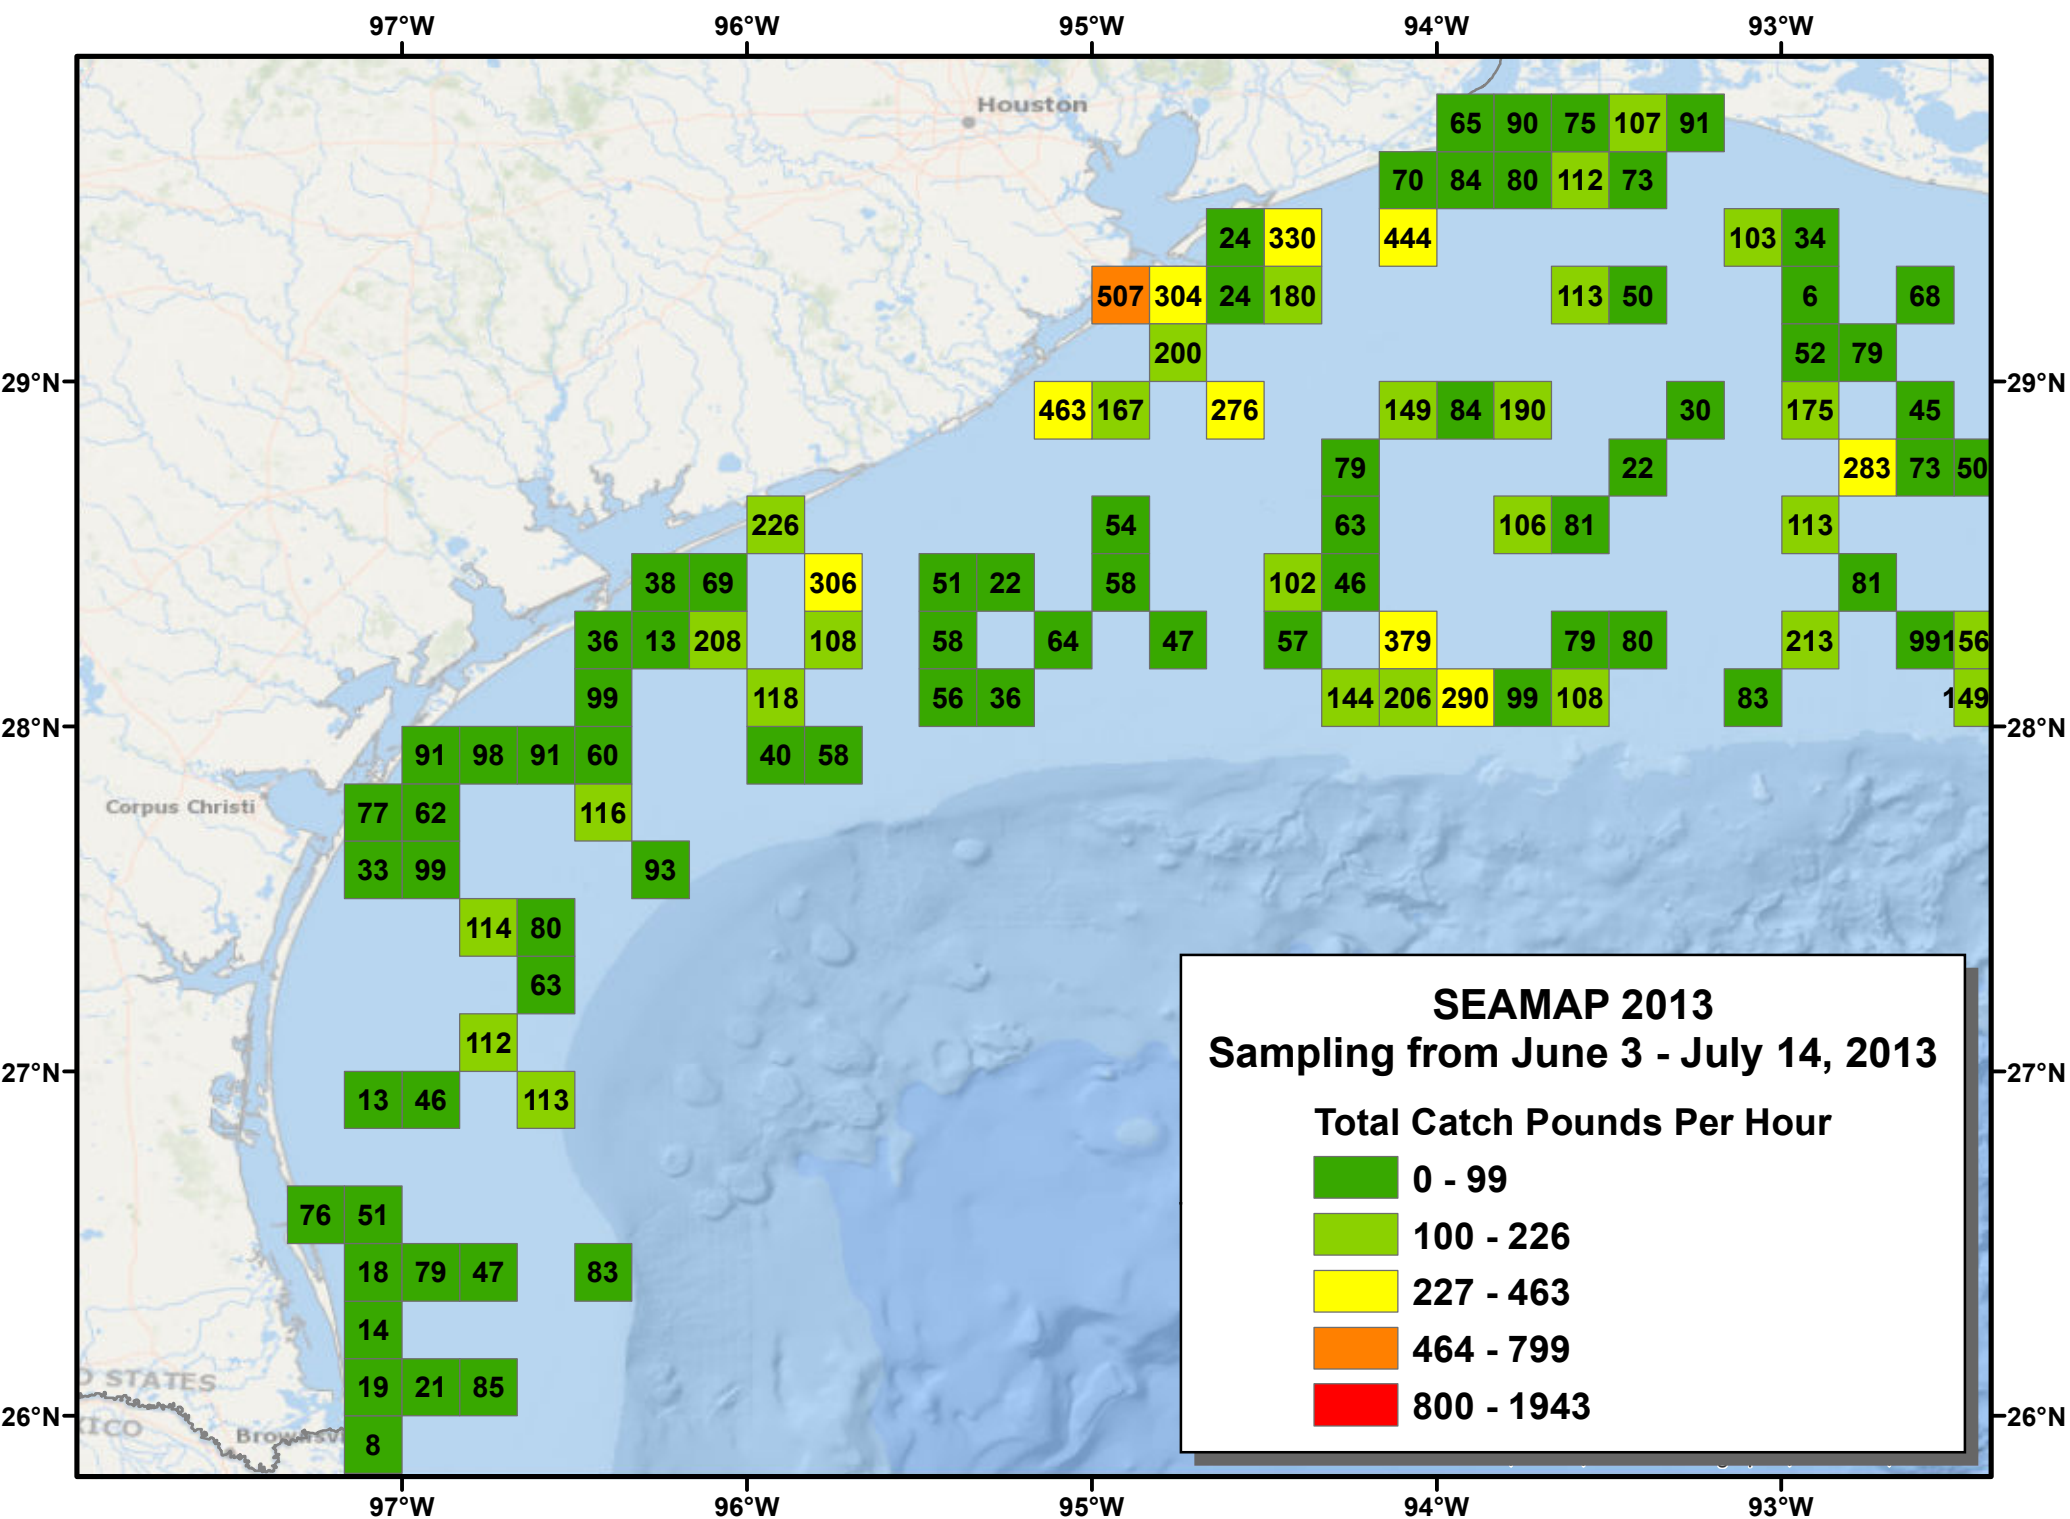 97°W 96°W 95°W 94°W 93°W
Houston
65 90 75 107 91
70 84 80 112 73
24 330 444 103 34
507 304 24 180 113 50 6 68
200 52 79
29°N 29°N
463 167 276 149 84 190 30 175 45
79 22 283 73 50
226 54 63 106 81 113
38 69 306 51 22 58 102 46 81
36 13 208 108 58 64 47 57 379 79 80 213 99 156
99 118 56 36 144 206 290 99 108 83 149
28°N 28°N
91 98 91 60 40 58
Corpus Christi
77 62 116
33 99 93
114 80
63
112
27°N 27°N
13 46 113
76 51
18 79 47 83
14
19 21 85
D STATES
26°N 26°N
ICO
8
SEAMAP 2013
Sampling from June 3 - July 14, 2013
Total Catch Pounds Per Hour
0 - 99
100 - 226
227 - 463
464 - 799
800 - 1943
97°W 96°W 95°W 94°W 93°W